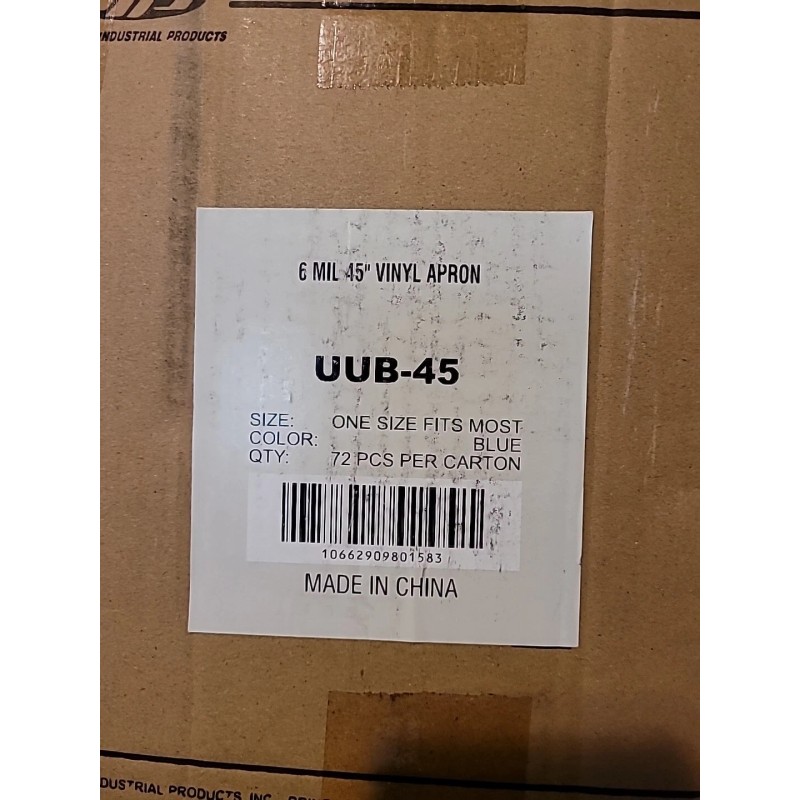 INDUSTRIAL PRODUCTS
6 MIL 45" VINYL APRON
UUB-45
SIZE: ONE SIZE FITS MOST
COLOR: BLUE
QTY: 72 PCS PER CARTON
10662909801583
MADE IN CHINA
DUSTRIAL PRODUCTS INC.